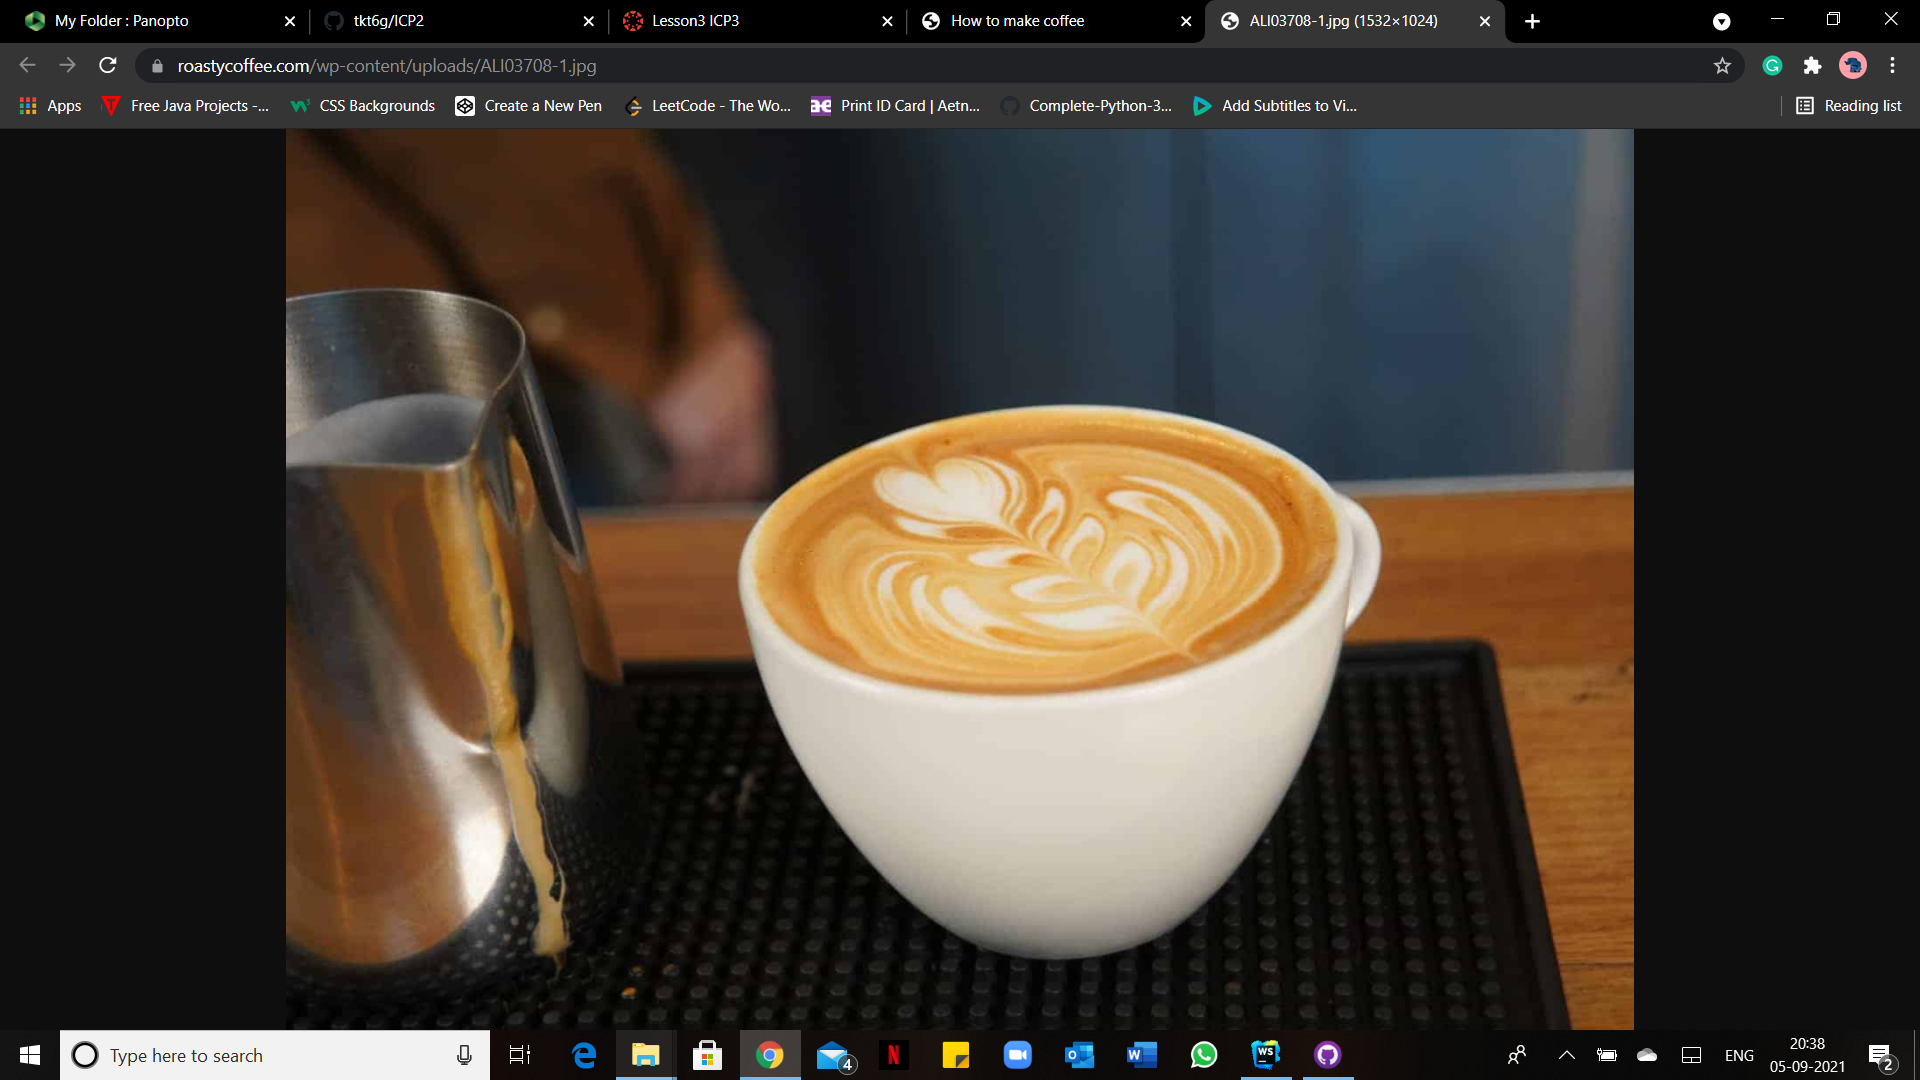 My Folder : Panopto
tkt6g/ICP2
Lesson3 ICP3
How to make coffee
ALI03708-1.jpg (1532×1024)
roastycoffee.com/wp-content/uploads/ALI03708-1.jpg
Apps
Free Java Projects -...
CSS Backgrounds
Create a New Pen
LeetCode - The Wo...
Print ID Card | Aetn...
Complete-Python-3...
Add Subtitles to Vi...
Reading list
Type here to search
4
N
WS
ENG
20:38
05-09-2021
2